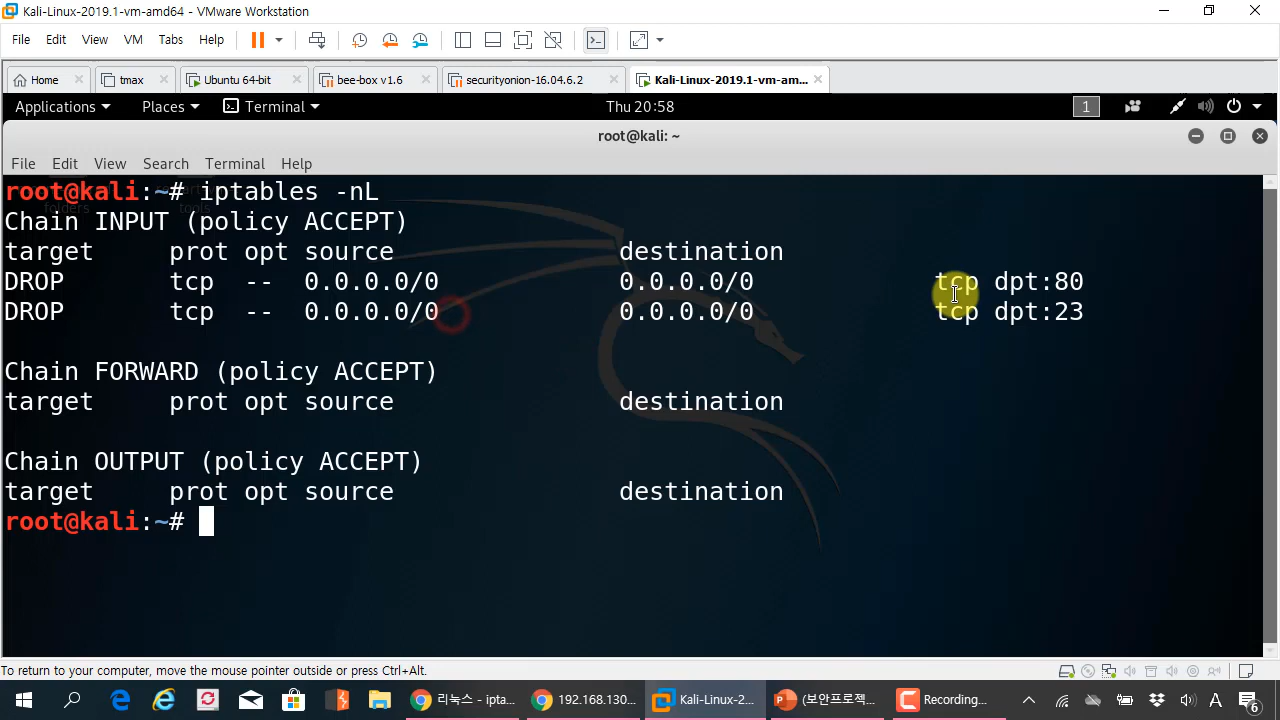 Kali-Linux-2019.1-vm-amd64 - VMware Workstation
File Edit View VM Tabs Help
Home tmax Ubuntu 64-bit bee-box v1.6 securityonion-16.04.6.2 Kali-Linux-2019.1-vm-am...
Applications Places Terminal Thu 20:58 1
root@kali: ~
File Edit View Search Terminal Help
root@kali:~# iptables -nL
Chain INPUT (policy ACCEPT)
target prot opt source destination
DROP tcp -- 0.0.0.0/0 0.0.0.0/0 tcp dpt:80
DROP tcp -- 0.0.0.0/0 0.0.0.0/0 tcp dpt:23
Chain FORWARD (policy ACCEPT)
target prot opt source destination
Chain OUTPUT (policy ACCEPT)
target prot opt source destination
root@kali:~#
To return to your computer, move the mouse pointer outside or press Ctrl+Alt.
리눅스 - ipta... 192.168.130... Kali-Linux-2... (보안프로젝... Recording... A 6